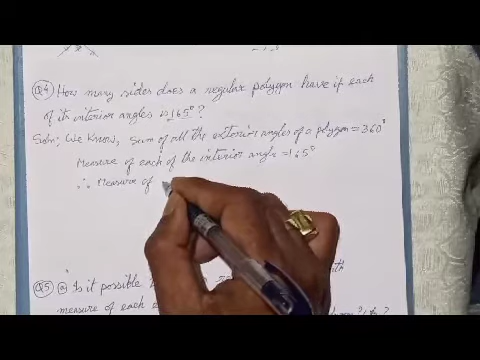 Q4 How many sides does a regular polygon have if each
of its interior angles is 165°?
Soln: We know, Sum of all the exterior angles of a polygon = 360°
Measure of each of the interior angle = 165°
∴ Measure of
Q5 (a) Is it possible
measure of each